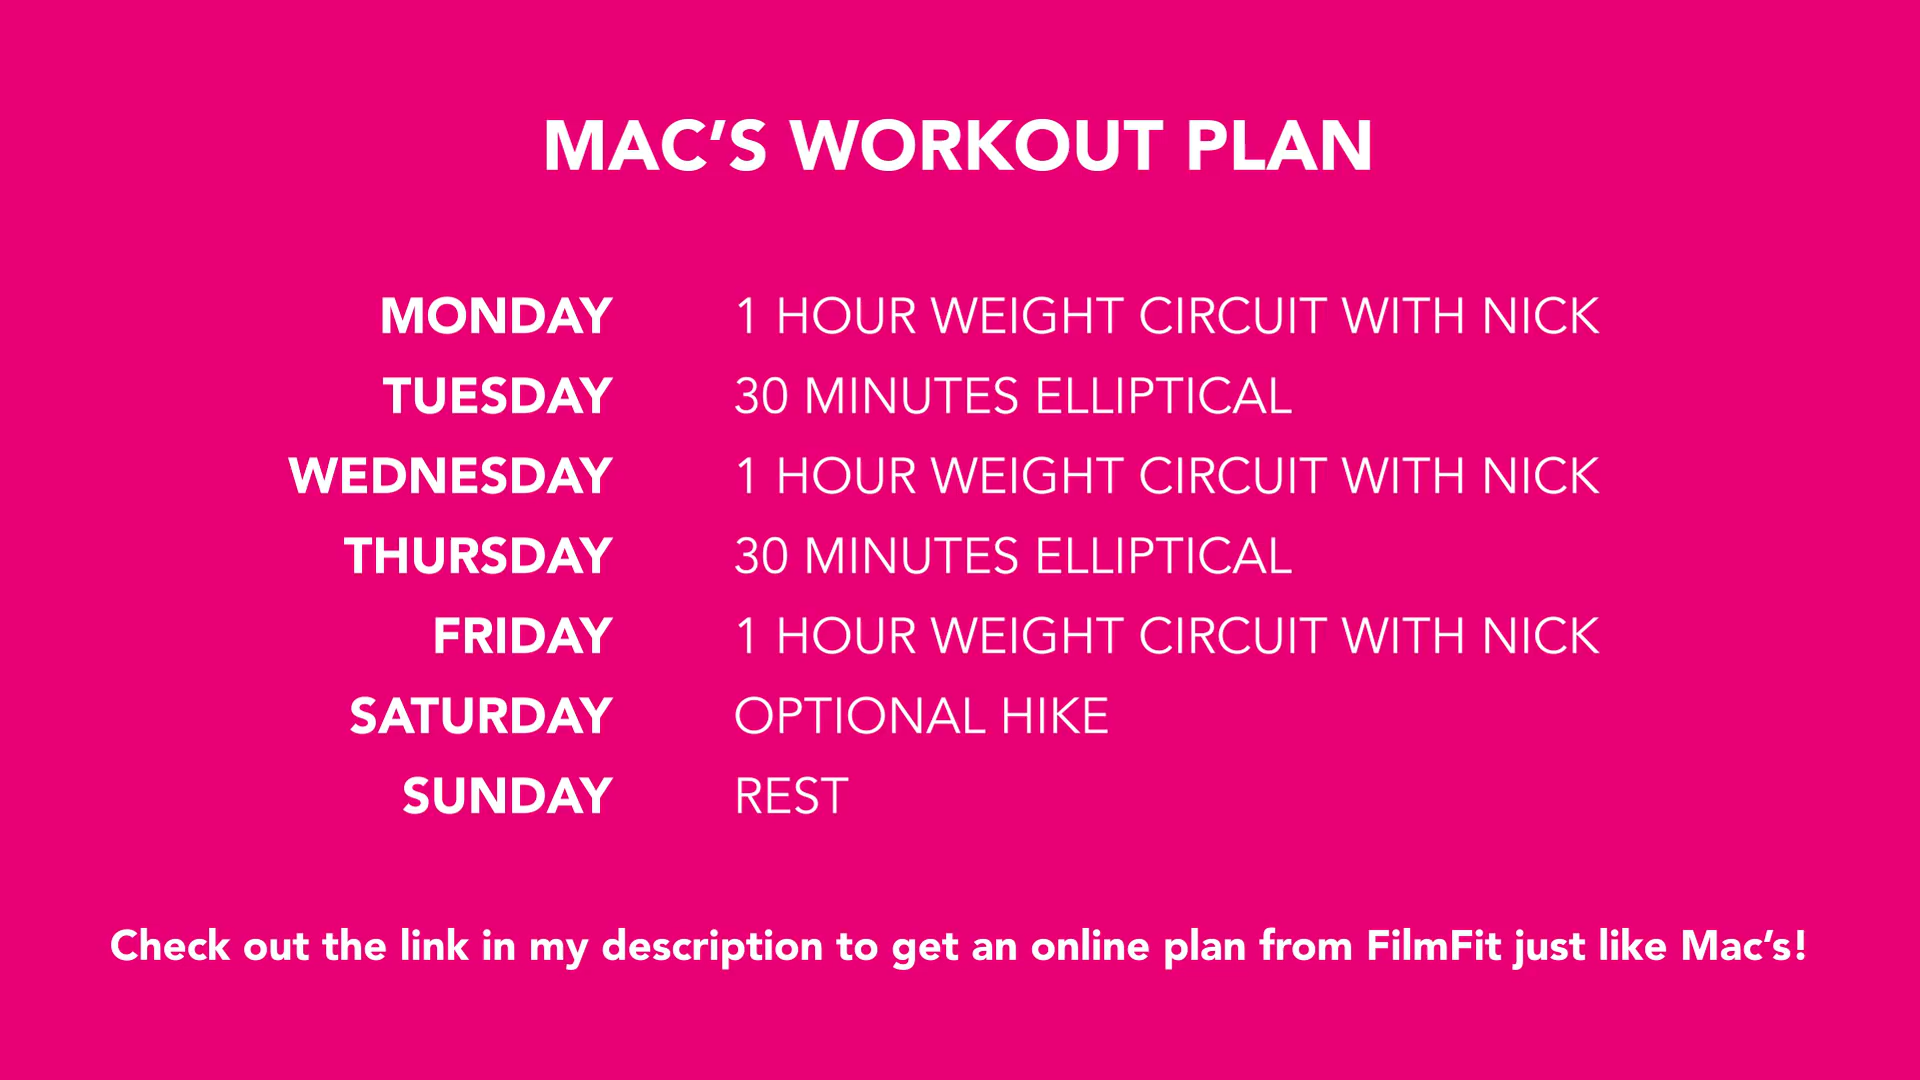 MAC’S WORKOUT PLAN
MONDAY 1 HOUR WEIGHT CIRCUIT WITH NICK
TUESDAY 30 MINUTES ELLIPTICAL
WEDNESDAY 1 HOUR WEIGHT CIRCUIT WITH NICK
THURSDAY 30 MINUTES ELLIPTICAL
FRIDAY 1 HOUR WEIGHT CIRCUIT WITH NICK
SATURDAY OPTIONAL HIKE
SUNDAY REST
Check out the link in my description to get an online plan from FilmFit just like Mac’s!